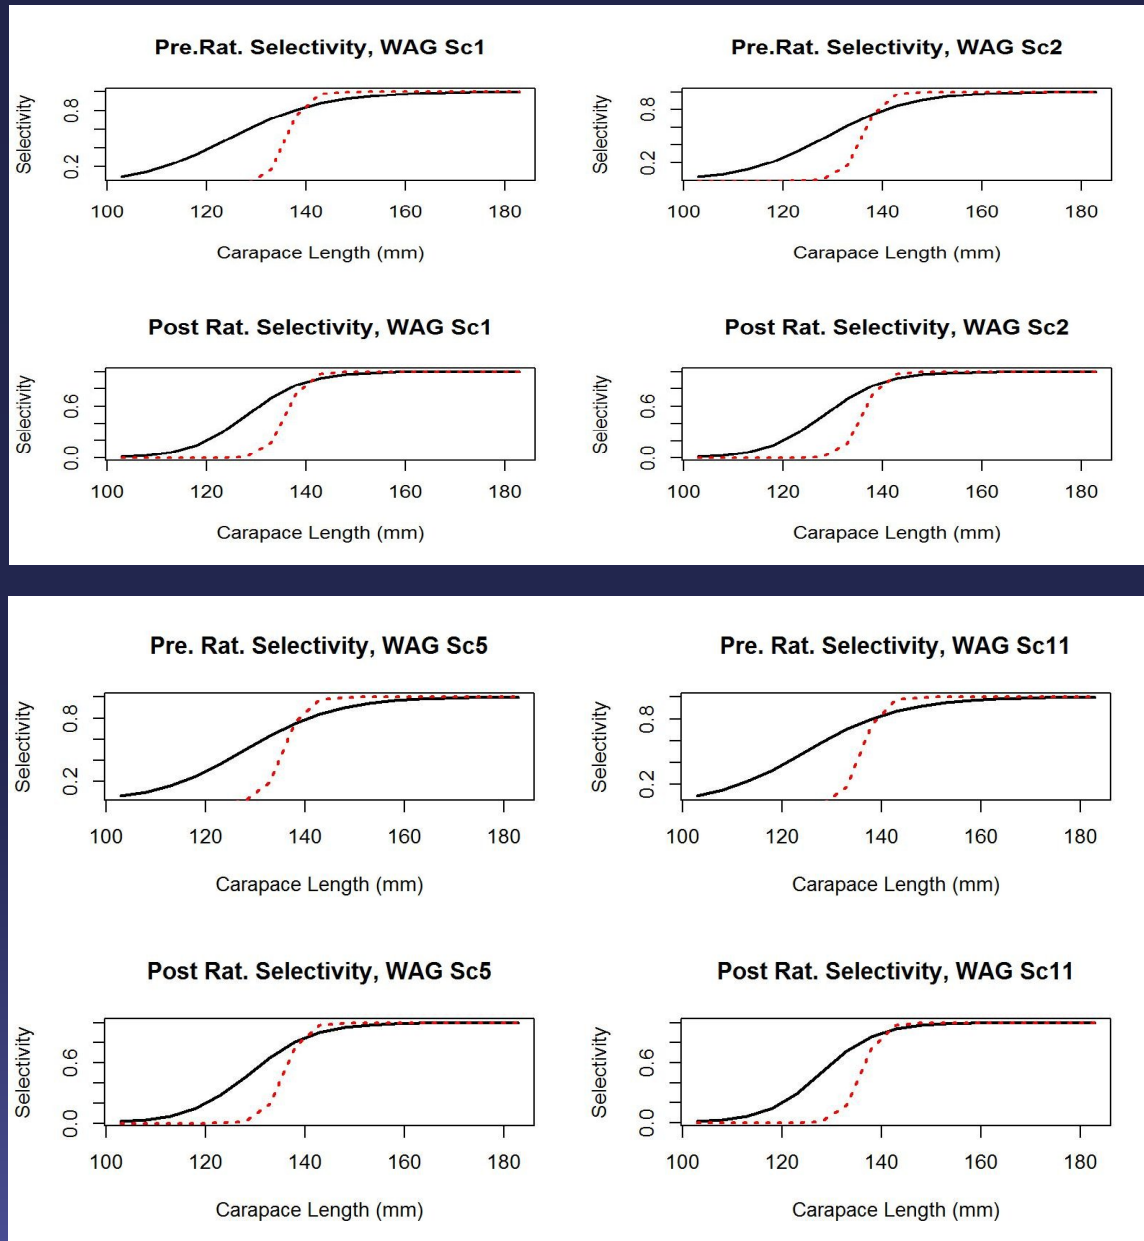 Pre.Rat. Selectivity, WAG Sc1
Selectivity
0.8
0.2
100 120 140 160 180
Carapace Length (mm)
Pre.Rat. Selectivity, WAG Sc2
Selectivity
0.8
0.2
100 120 140 160 180
Carapace Length (mm)
Post Rat. Selectivity, WAG Sc1
Selectivity
0.6
0.0
100 120 140 160 180
Carapace Length (mm)
Post Rat. Selectivity, WAG Sc2
Selectivity
0.6
0.0
100 120 140 160 180
Carapace Length (mm)
Pre. Rat. Selectivity, WAG Sc5
Selectivity
0.8
0.2
100 120 140 160 180
Carapace Length (mm)
Pre. Rat. Selectivity, WAG Sc11
Selectivity
0.8
0.2
100 120 140 160 180
Carapace Length (mm)
Post Rat. Selectivity, WAG Sc5
Selectivity
0.6
0.0
100 120 140 160 180
Carapace Length (mm)
Post Rat. Selectivity, WAG Sc11
Selectivity
0.6
0.0
100 120 140 160 180
Carapace Length (mm)